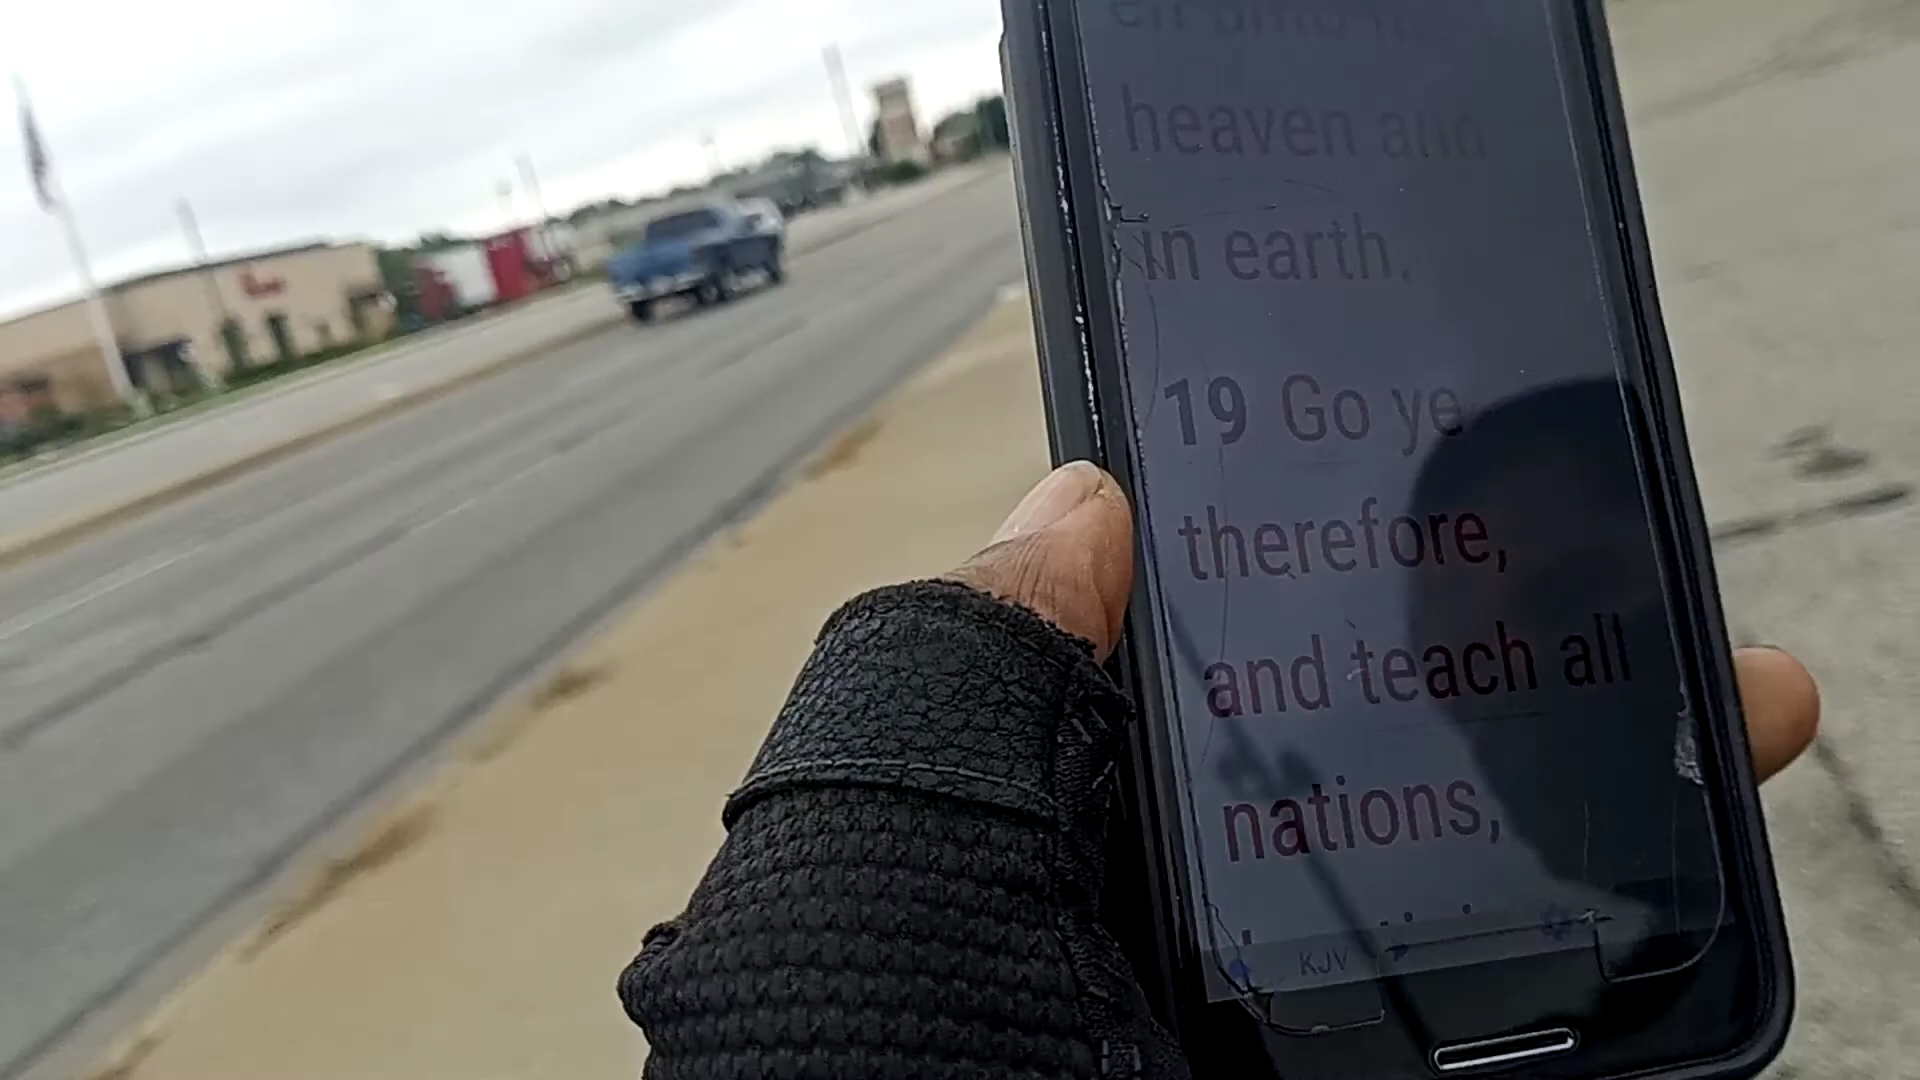 heaven and
in earth.
19 Go ye
therefore,
and teach all
nations,
KJV